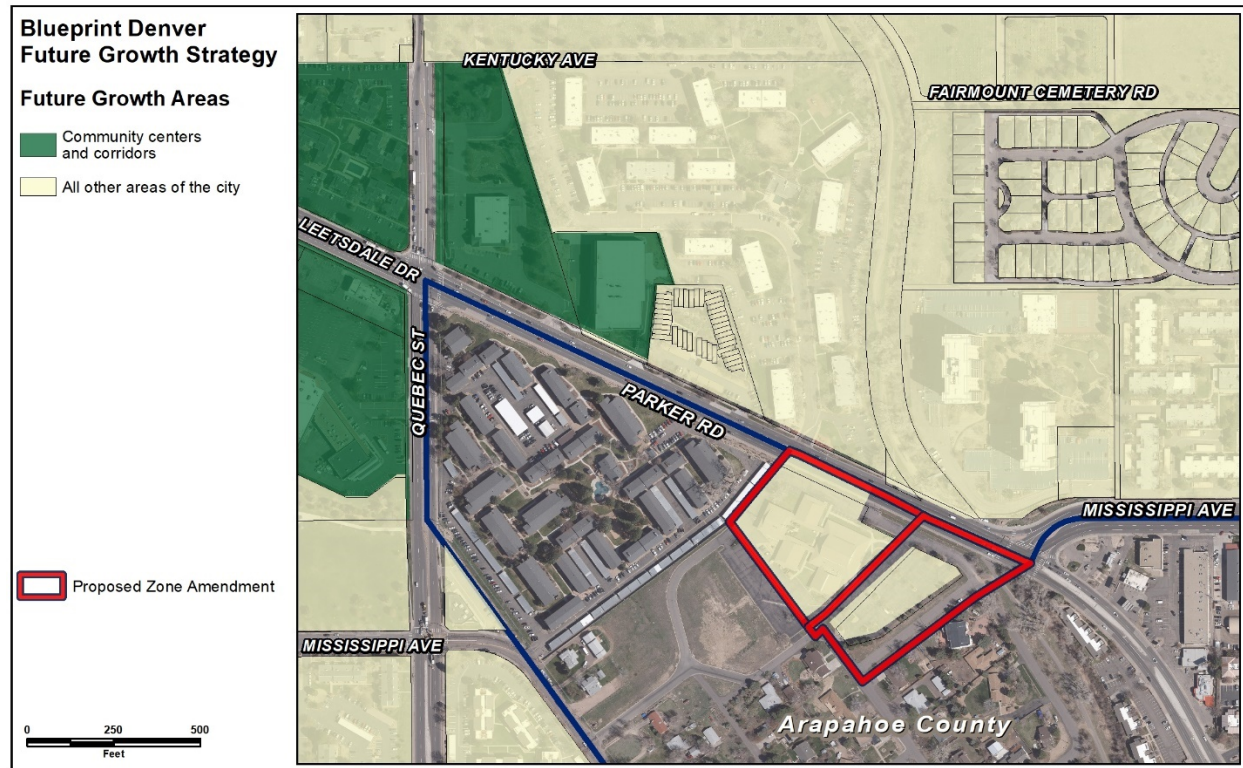 Blueprint Denver
Future Growth Strategy
Future Growth Areas
Community centers
and corridors
All other areas of the city
Proposed Zone Amendment
0 250 500
Feet
KENTUCKY AVE
FAIRMOUNT CEMETERY RD
LEETSDALE DR
QUEBEC ST
PARKER RD
MISSISSIPPI AVE
MISSISSIPPI AVE
Arapahoe County